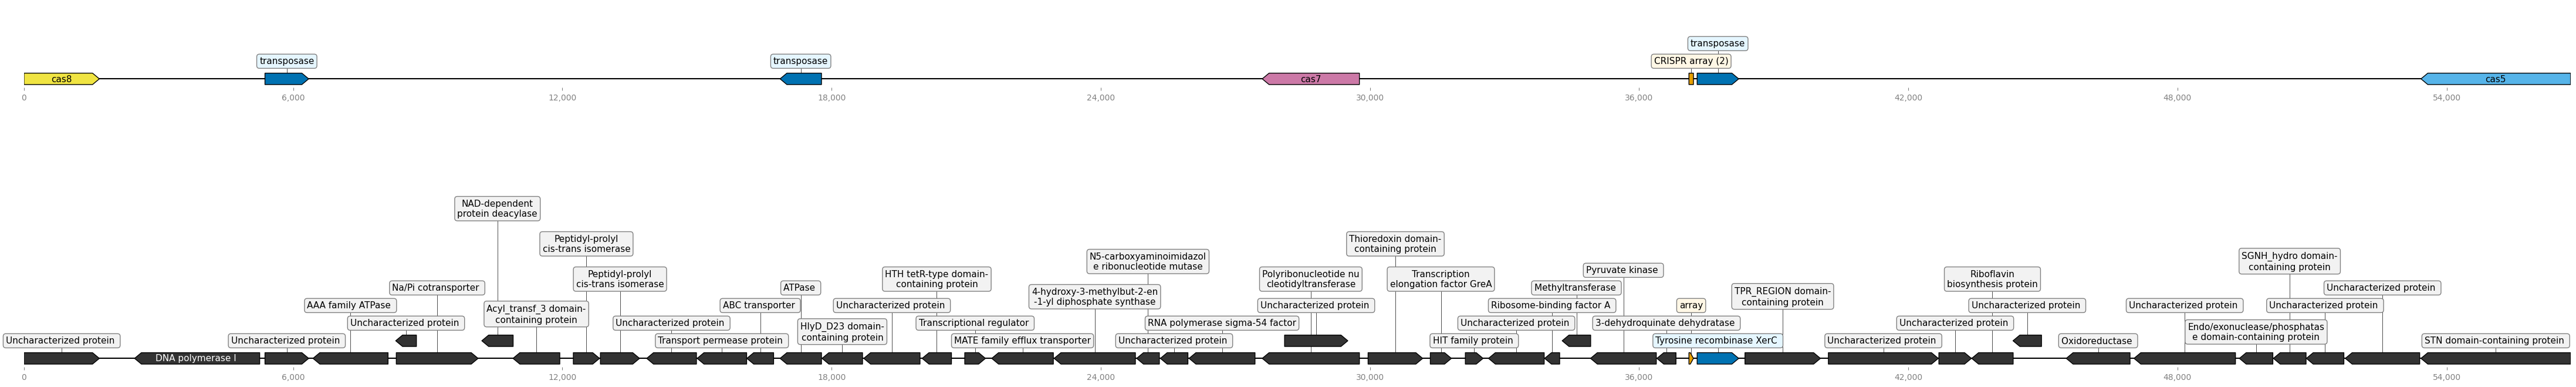 transposase
transposase
transposase
CRISPR array (2)
cas8
cas7
cas5
0
6,000
12,000
18,000
24,000
30,000
36,000
42,000
48,000
54,000
NAD-dependent
protein deacylase
Peptidyl-prolyl
cis-trans isomerase
Thioredoxin domain-
containing protein
N5-carboxyaminoimidazol
e ribonucleotide mutase
SGNH_hydro domain-
containing protein
Peptidyl-prolyl
cis-trans isomerase
HTH tetR-type domain-
containing protein
Polyribonucleotide nu
cleotidyltransferase
Transcription
elongation factor GreA
Pyruvate kinase
Riboflavin
biosynthesis protein
Na/Pi cotransporter
ATPase
4-hydroxy-3-methylbut-2-en
-1-yl diphosphate synthase
Methyltransferase
TPR_REGION domain-
containing protein
Uncharacterized protein
AAA family ATPase
Acyl_transf_3 domain-
containing protein
ABC transporter
Uncharacterized protein
Uncharacterized protein
Ribosome-binding factor A
array
Uncharacterized protein
Uncharacterized protein
Uncharacterized protein
Uncharacterized protein
Uncharacterized protein
HlyD_D23 domain-
containing protein
Transcriptional regulator
RNA polymerase sigma-54 factor
Uncharacterized protein
3-dehydroquinate dehydratase
Uncharacterized protein
Endo/exonuclease/phosphatas
e domain-containing protein
Uncharacterized protein
Uncharacterized protein
Transport permease protein
MATE family efflux transporter
Uncharacterized protein
HIT family protein
Tyrosine recombinase XerC
Uncharacterized protein
Oxidoreductase
STN domain-containing protein
DNA polymerase I
0
6,000
12,000
18,000
24,000
30,000
36,000
42,000
48,000
54,000